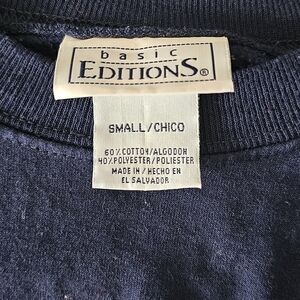 basic
EDITIONS®
SMALL/CHICO
60% COTTON/ALGODON
40% POLYESTER/POLIESTER
MADE IN/HECHO EN
EL SALVADOR